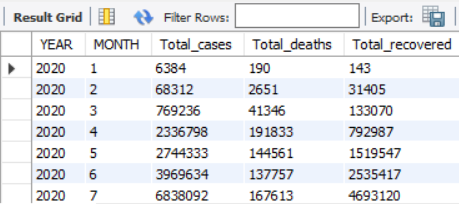 Result Grid Filter Rows: Export:
YEAR MONTH Total_cases Total_deaths Total_recovered
2020 1 6384 190 143
2020 2 68312 2651 31405
2020 3 769236 41346 133070
2020 4 2336798 191833 792987
2020 5 2744333 144561 1519547
2020 6 3969634 137757 2535417
2020 7 6838092 167613 4693120